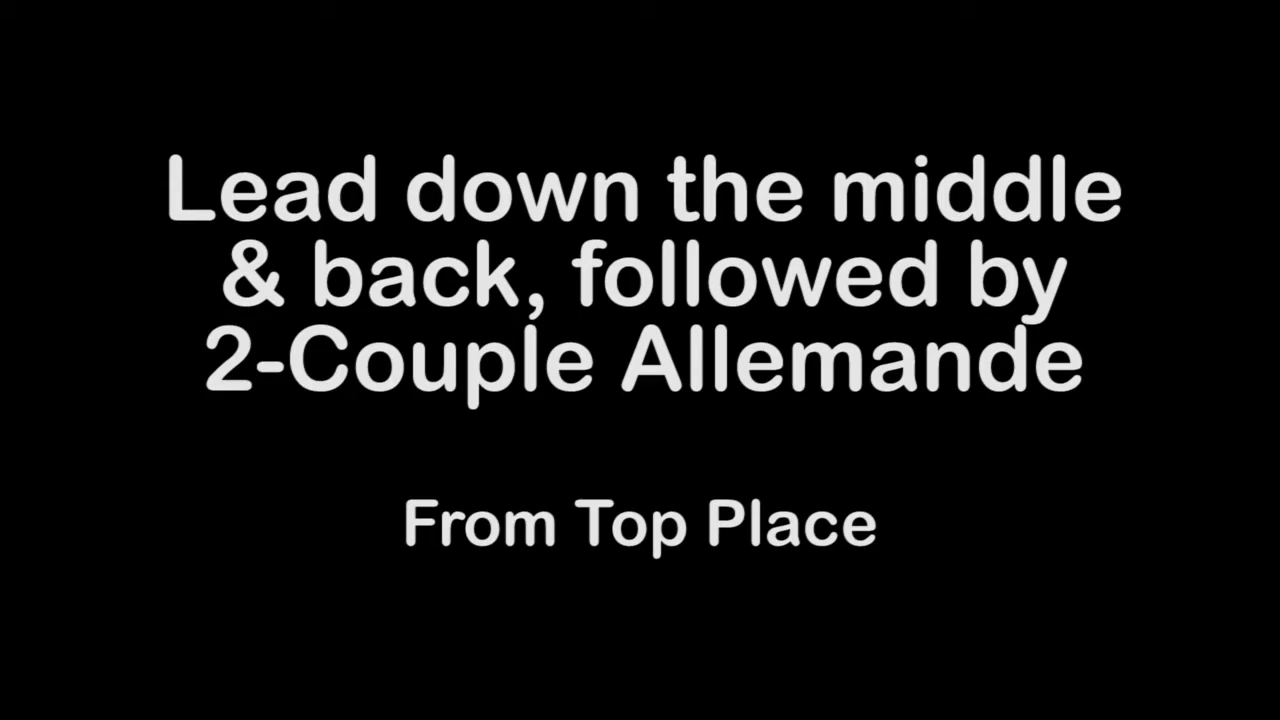 Lead down the middle
& back, followed by
2-Couple Allemande
From Top Place